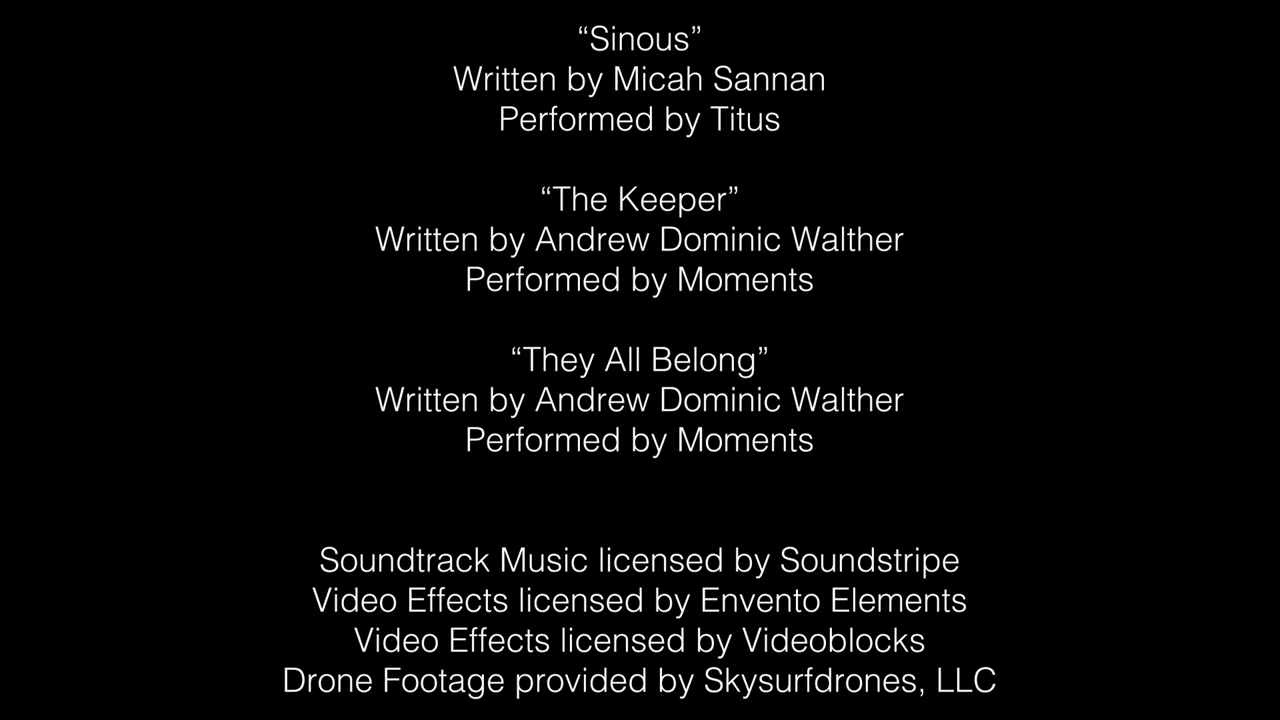 “Sinous”
Written by Micah Sannan
Performed by Titus
“The Keeper”
Written by Andrew Dominic Walther
Performed by Moments
“They All Belong”
Written by Andrew Dominic Walther
Performed by Moments
Soundtrack Music licensed by Soundstripe
Video Effects licensed by Envento Elements
Video Effects licensed by Videoblocks
Drone Footage provided by Skysurfdrones, LLC